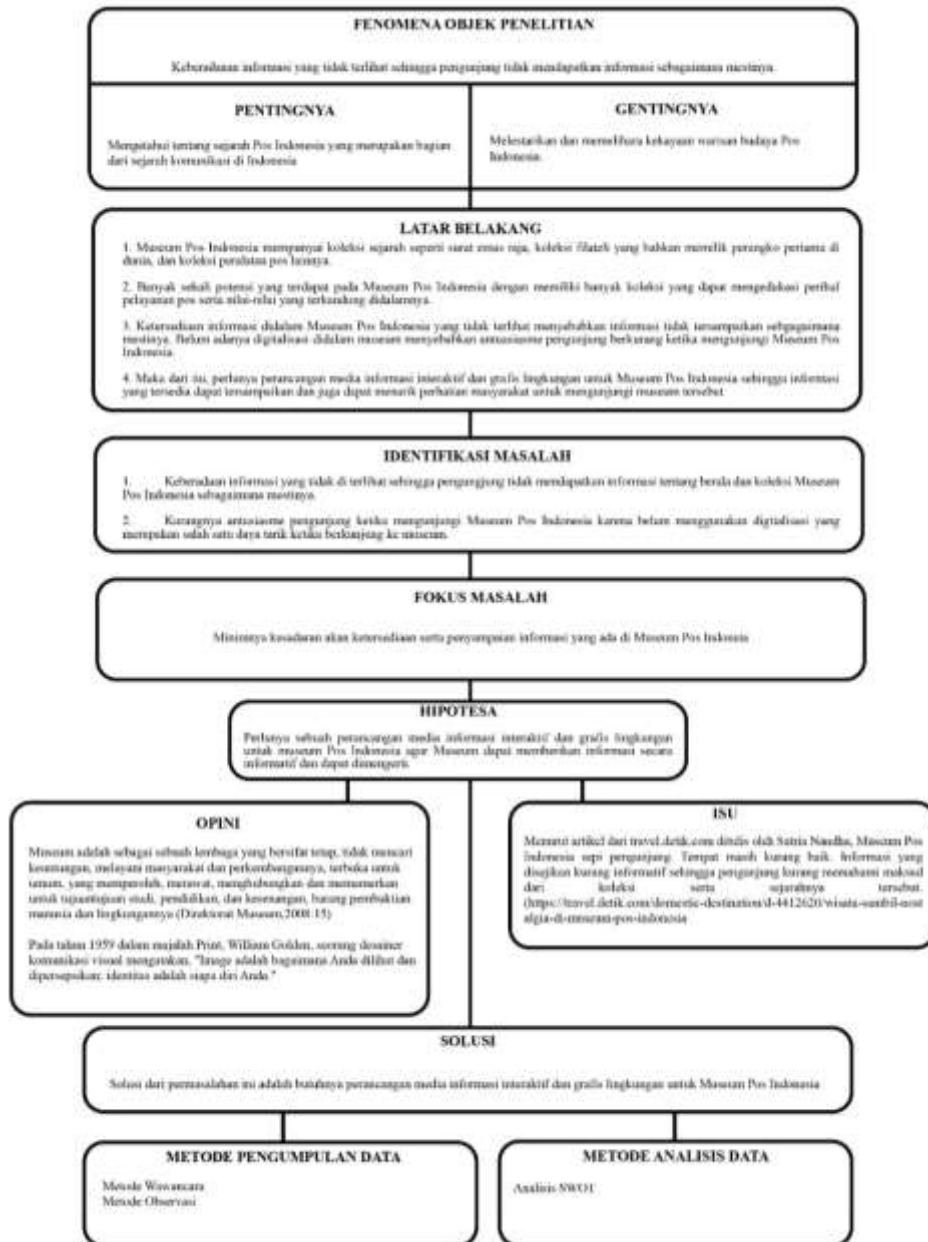 FENOMENA OBJEK PENELITIAN
Keberadaan informasi yang tidak terlihat sehingga pengunjung tidak mendapatkan informasi sebagaimana mestinya.
PENTINGNYA
Mengetahui tentang sejarah Pos Indonesia yang merupakan bagian
dari sejarah komunikasi di Indonesia
GENTINGNYA
Melestarikan dan memelihara kekayaan warisan budaya Pos
Indonesia.
LATAR BELAKANG
1. Museum Pos Indonesia mempunyai koleksi sejarah seperti surat emas raja, koleksi filateli yang bahkan memilik perangko pertama di
dunia, dan koleksi peralatan pos lainnya.
2. Banyak sekali potensi yang terdapat pada Museum Pos Indonesia dengan memiliki banyak koleksi yang dapat mengedukasi perihal
pelayanan pos serta nilai-nilai yang terkandung didalamnya.
3. Ketersediaan informasi didalam Museum Pos Indonesia yang tidak terlihat menyebabkan informasi tidak tersampaikan sebgagaimana
mestinya. Belum adanya digitalisasi didalam museum menyebabkan antusiasme pengunjung berkurang ketika mengunjungi Museum Pos
Indonesia.
4. Maka dari itu, perlunya perancangan media informasi interaktif dan grafis lingkungan untuk Museum Pos Indonesia sehingga informasi
yang tersedia dapat tersampaikan dan juga dapat menarik perhatian masyarakat untuk mengunjungi museum tersebut
IDENTIFIKASI MASALAH
1. Keberadaan informasi yang tidak di terlihat sehingga pengungjung tidak mendapatkan informasi tentang benda dan koleksi Museum
Pos Indonesia sebagaimana mestinya.
2. Kurangnya antusiasme pengunjung ketika mengunjungi Museum Pos Indonesia karena belum menggunakan digtialisasi yang
merupakan salah satu daya tarik ketika berkunjung ke museum.
FOKUS MASALAH
Minimnya kesadaran akan ketersediaan serta penyampaian informasi yang ada di Museum Pos Indonesia
HIPOTESA
Perlunya sebuah perancangan media informasi interaktif dan grafis lingkungan
untuk museum Pos Indonesia agar Museum dapat memberikan informasi secara
informatif dan dapat dimengerti.
OPINI
Museum adalah sebagai sebuah lembaga yang bersifat tetap, tidak mencari
keuntungan, melayani masyarakat dan perkembangannya, terbuka untuk
umum, yang memperoleh, merawat, menghubungkan dan memamerkan
untuk tujuantujuan studi, pendidikan, dan kesenangan, barang pembuktian
manusia dan lingkungannya (Direktorat Museum,2008:15)
Pada tahun 1959 dalam majalah Print, William Golden, seorang desainer
komunikasi visual mengatakan, "Image adalah bagaimana Anda dilihat dan
dipersepsikan; identitas adalah siapa diri Anda."
ISU
Menurut artikel dari travel.detik.com ditulis oleh Satria Nandha, Museum Pos
Indonesia sepi pengunjung. Tempat masih kurang baik. Informasi yang
disajikan kurang informatif sehingga pengunjung kurang memahami maksud
dari koleksi serta sejarahnya tersebut.
(https://travel.detik.com/domestic-destination/d-4412620/wisata-sambil-nost
algia-di-museum-pos-indonesia
SOLUSI
Solusi dari permasalahan ini adalah butuhnya perancangan media informasi interaktif dan grafis lingkungan untuk Museum Pos Indonesia
METODE PENGUMPULAN DATA
Metode Wawancara
Metode Observasi
METODE ANALISIS DATA
Analisis SWOT